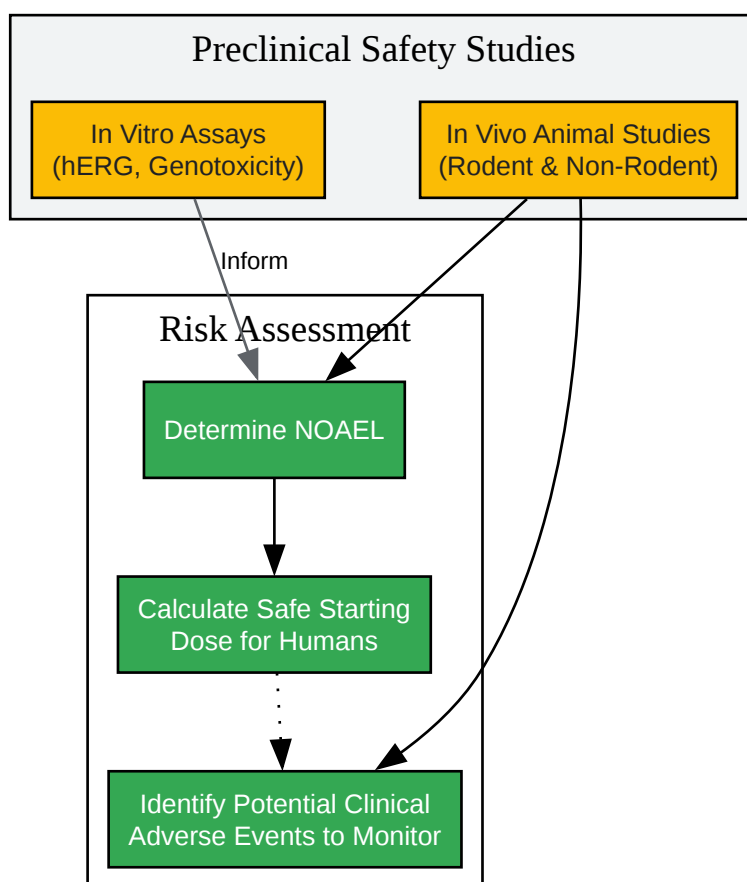 Preclinical Safety Studies
In Vitro Assays
(hERG, Genotoxicity)
In Vivo Animal Studies
(Rodent & Non-Rodent)
Inform
Risk Assessment
Determine NOAEL
Calculate Safe Starting
Dose for Humans
Identify Potential Clinical
Adverse Events to Monitor